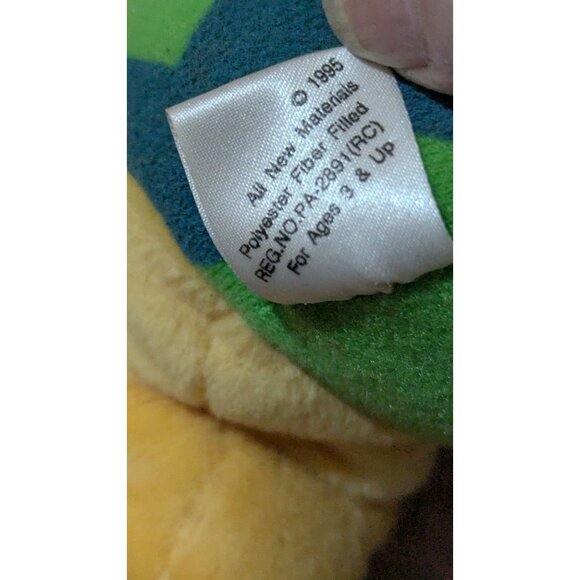 © 1995
All New Materials
Polyester Fiber Filled
REG.NO.PA-2891(RC)
For Ages 3 & Up